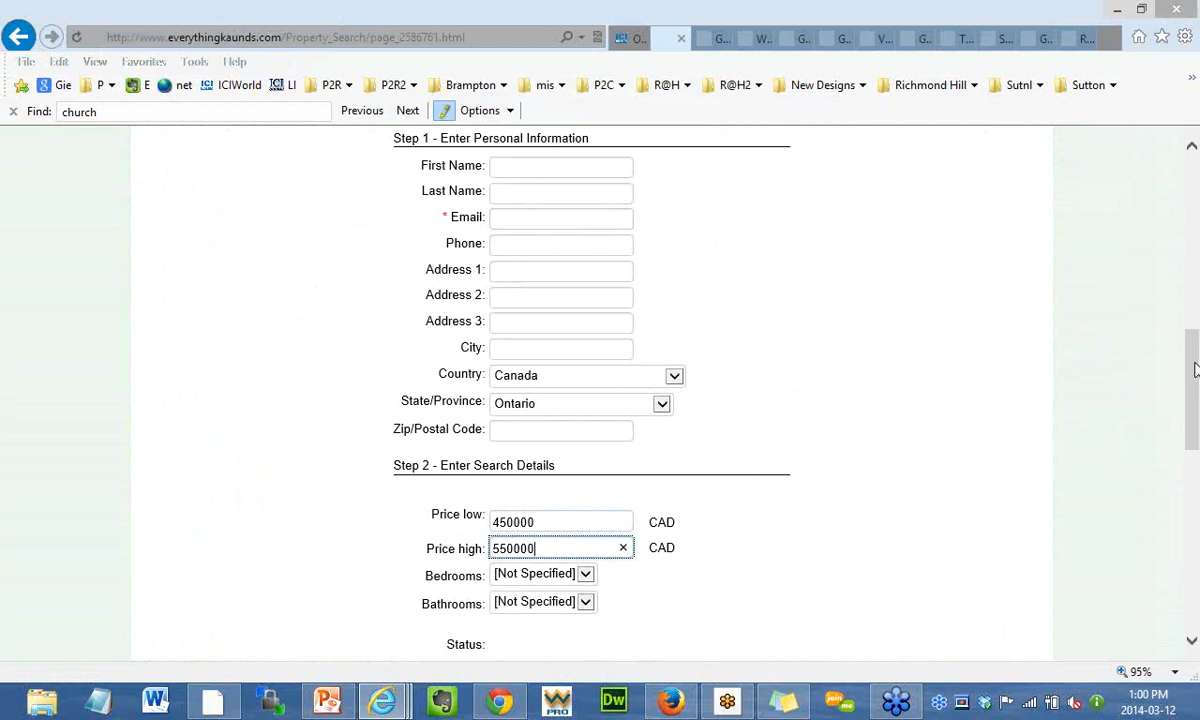 http://www.everythingkaunds.com/Property_Search/page_2586761.html
O... G... W... G... G... V... G... T... S... G... R...
File Edit View Favorites Tools Help
Gie P E net ICIWorld LI P2R P2R2 Brampton mis P2C R@H R@H2 New Designs Richmond Hill Sutnl Sutton
Find: church Previous Next Options
Step 1 - Enter Personal Information
First Name:
Last Name:
* Email:
Phone:
Address 1:
Address 2:
Address 3:
City:
Country: Canada
State/Province: Ontario
Zip/Postal Code:
Step 2 - Enter Search Details
Price low: 450000 CAD
Price high: 550000 CAD
Bedrooms: [Not Specified]
Bathrooms: [Not Specified]
Status:
95%
1:00 PM
2014-03-12